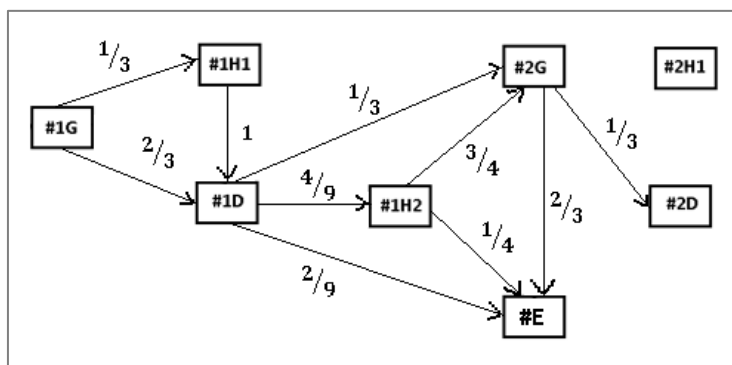 1/3
#1H1
#2G
#2H1
#1G
1
1/3
1/3
2/3
3/4
#1D
4/9
#1H2
2/3
#2D
1/4
2/9
#E